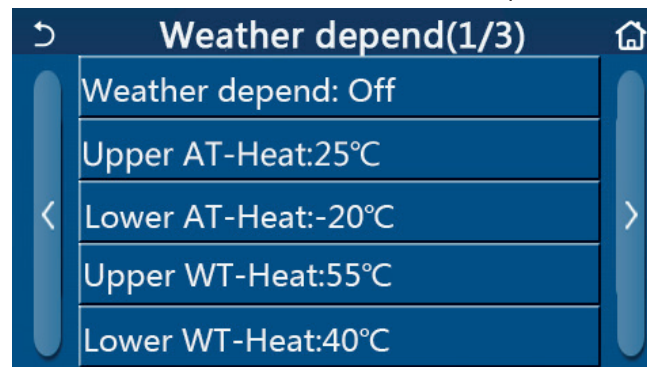 Weather depend(1/3)
Weather depend: Off
Upper AT-Heat:25℃
Lower AT-Heat:-20℃
Upper WT-Heat:55℃
Lower WT-Heat:40℃